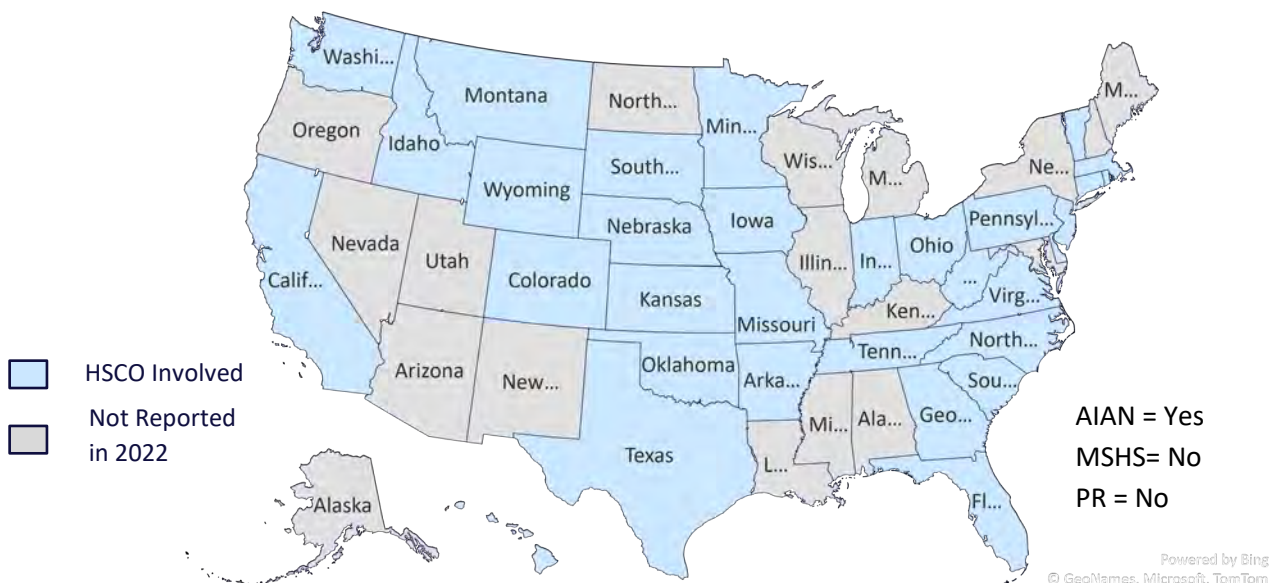 Washi...
Montana
North...
Min...
M...
Oregon
Idaho
South...
Wis...
M...
Ne...
Wyoming
Nebraska
Iowa
Pennsyl...
Nevada
Utah
Colorado
Illin...
In...
Ohio
...
Virg...
Calif...
Kansas
Missouri
Ken...
Arizona
New...
Oklahoma
Arka...
Tenn...
North...
Sou...
Texas
L...
Mi...
Ala...
Geo...
Fl...
Alaska
HSCO Involved
Not Reported
in 2022
AIAN = Yes
MSHS= No
PR = No
Powered by Bing
© GeoNames, Microsoft, TomTom